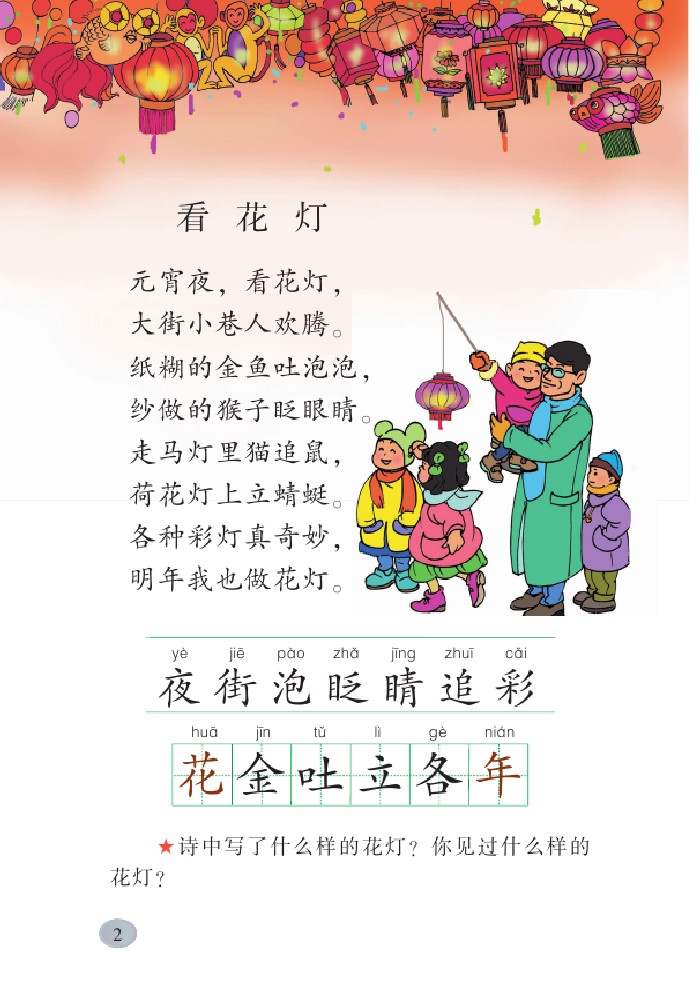 看花灯
元宵夜，看花灯，
大街小巷人欢腾。
纸糊的金鱼吐泡泡，
纱做的猴子眨眼睛。
走马灯里猫追鼠，
荷花灯上立蜻蜓。
各种彩灯真奇妙，
明年我也做花灯。
yè jiē pào zhǎ jīng zhuī cǎi
夜街泡眨睛追彩
huā jīn tǔ lì gè nián
花金吐立各年
★诗中写了什么样的花灯？你见过什么样的
花灯？
2